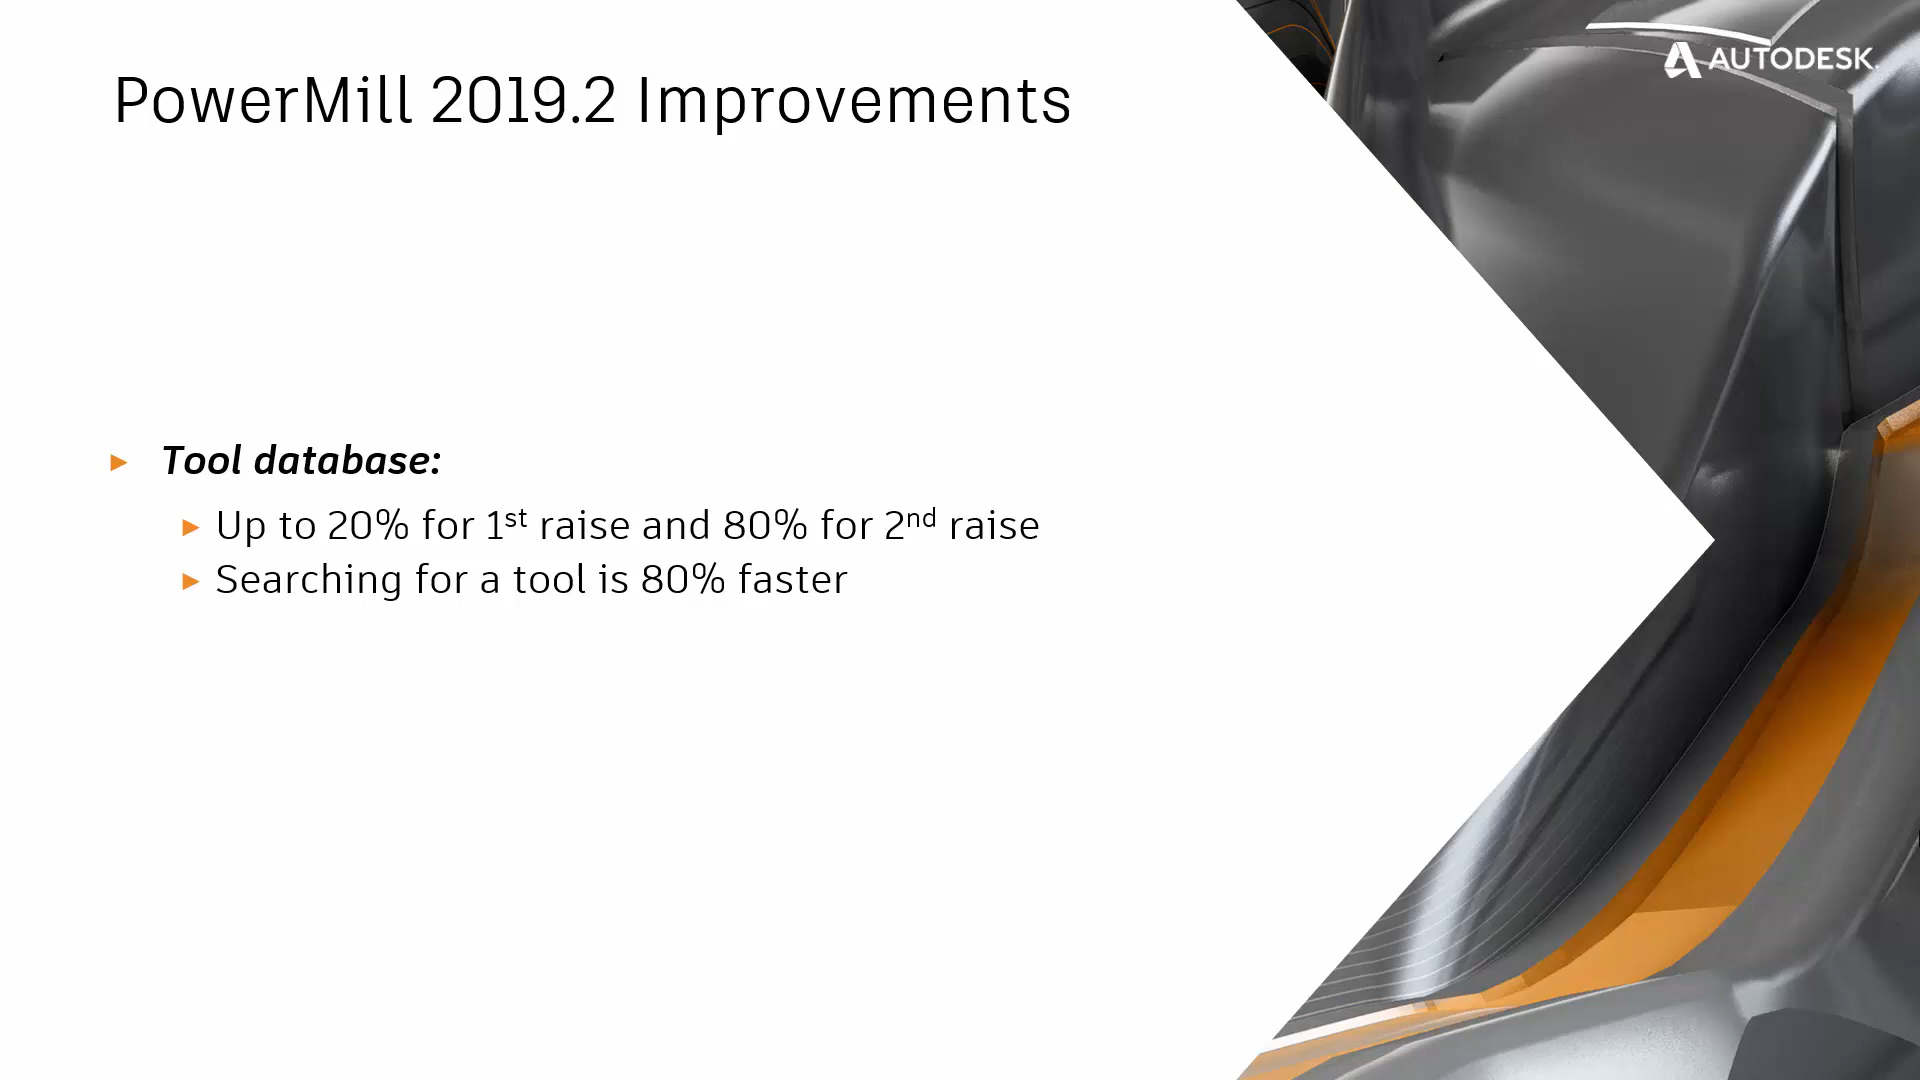 AUTODESK.
PowerMill 2019.2 Improvements
Tool database:
Up to 20% for 1st raise and 80% for 2nd raise
Searching for a tool is 80% faster